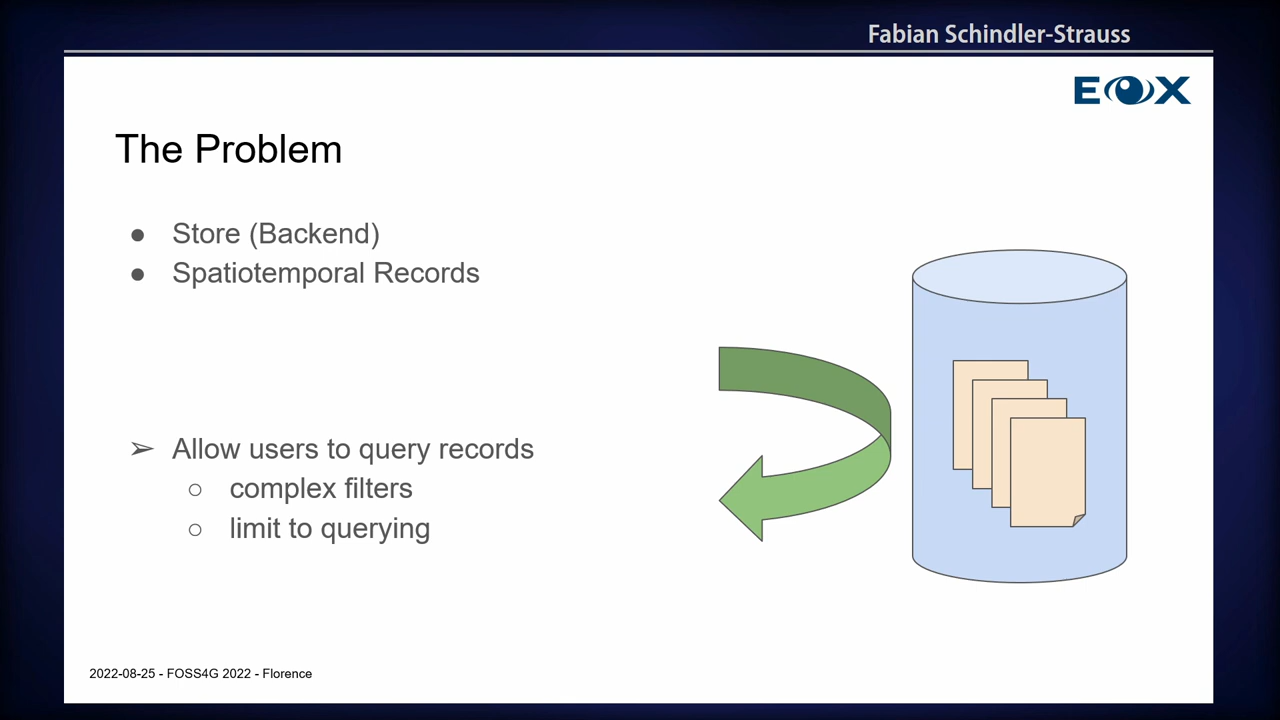 Fabian Schindler-Strauss
EOX
The Problem
● Store (Backend)
● Spatiotemporal Records
➢ Allow users to query records
○ complex filters
○ limit to querying
2022-08-25 - FOSS4G 2022 - Florence